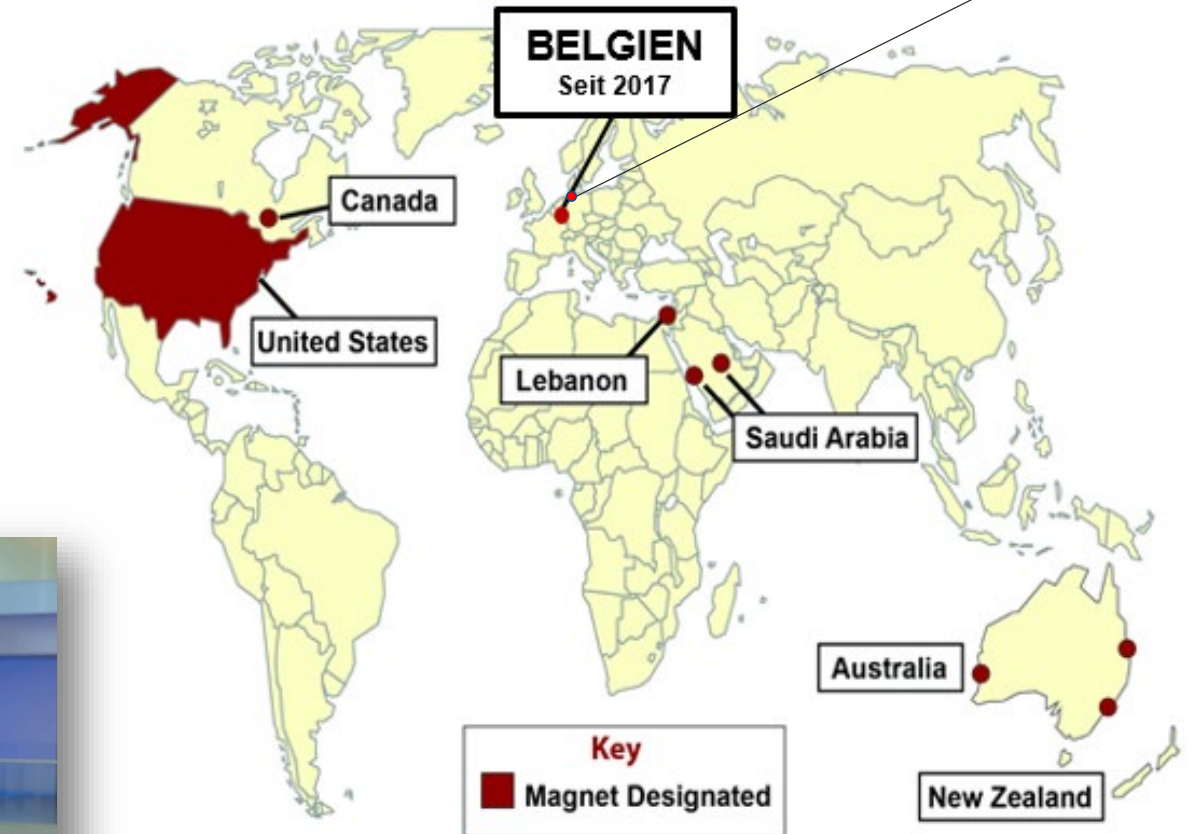 BELGIEN
Seit 2017
Canada
United States
Lebanon
Saudi Arabia
Australia
New Zealand
Key
Magnet Designated